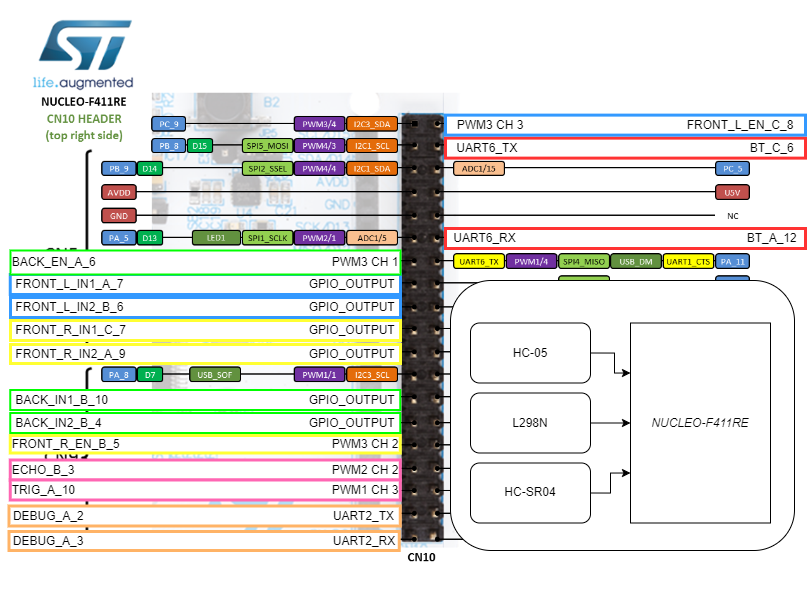 life.augmented
NUCLEO-F411RE
CN10 HEADER
(top right side)
B2
PC_9 PWM3/4 I2C3_SDA PWM3 CH 3 FRONT_L_EN_C_8
PB_8 D15 SPI5_MOSI PWM4/3 I2C1_SCL UART6_TX BT_C_6
PB_9 D14 SPI2_SSEL PWM4/4 I2C1_SDA ADC1/15 PC_5
AVDD AVDD U5V
GND GND NC
PA_5 D13 LED1 SPI1_SCLK PWM2/1 ADC1/5 UART6_RX BT_A_12
BACK_EN_A_6 PWM3 CH 1 UART6_TX PWM1/4 SPI4_MISO USB_DM UART1_CTS PA_11
FRONT_L_IN1_A_7 GPIO_OUTPUT
FRONT_L_IN2_B_6 GPIO_OUTPUT
FRONT_R_IN1_C_7 GPIO_OUTPUT
FRONT_R_IN2_A_9 GPIO_OUTPUT
PA_8 D7 USB_SOF PWM1/1 I2C3_SCL
BACK_IN1_B_10 GPIO_OUTPUT
BACK_IN2_B_4 GPIO_OUTPUT
FRONT_R_EN_B_5 PWM3 CH 2
ECHO_B_3 PWM2 CH 2
TRIG_A_10 PWM1 CH 3
DEBUG_A_2 UART2_TX
DEBUG_A_3 UART2_RX
CN10
HC-05
L298N
HC-SR04
NUCLEO-F411RE